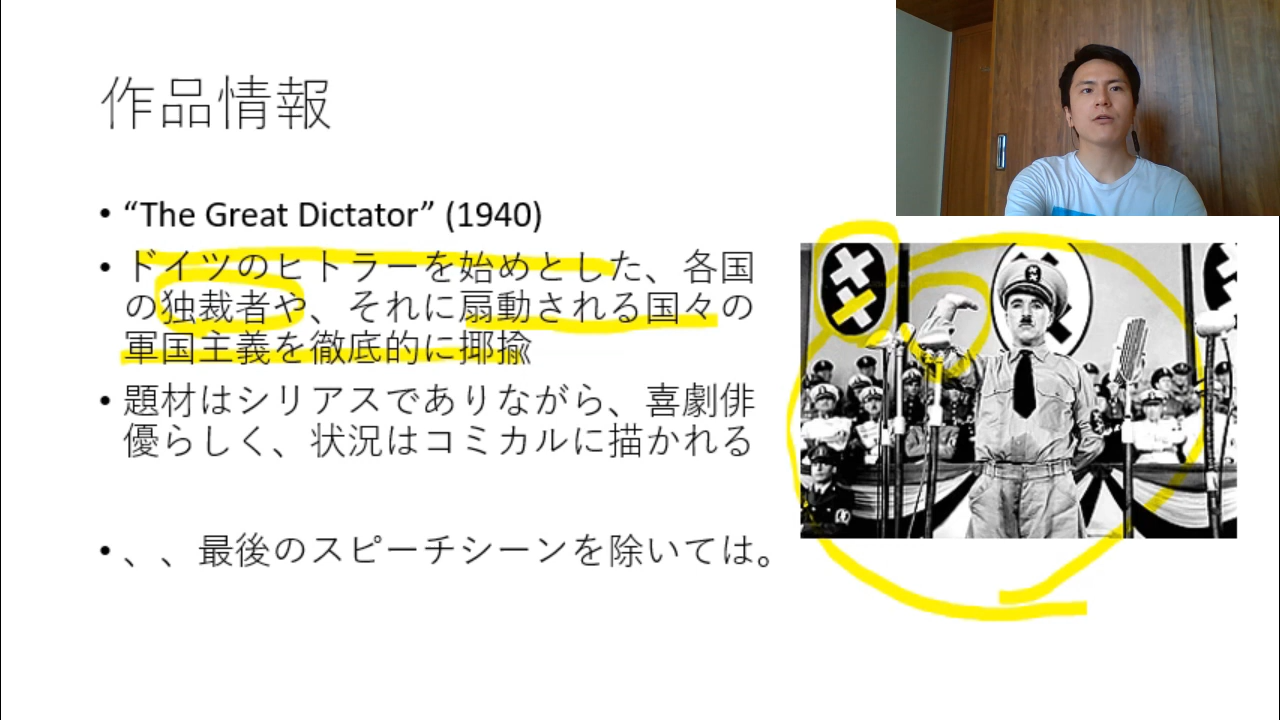 作品情報
• “The Great Dictator” (1940)
• ドイツのヒトラーを始めとした、各国
の独裁者や、それに扇動される国々の
軍国主義を徹底的に揶揄
• 題材はシリアスでありながら、喜劇俳
優らしく、状況はコミカルに描かれる
• 、、最後のスピーチシーンを除いては。